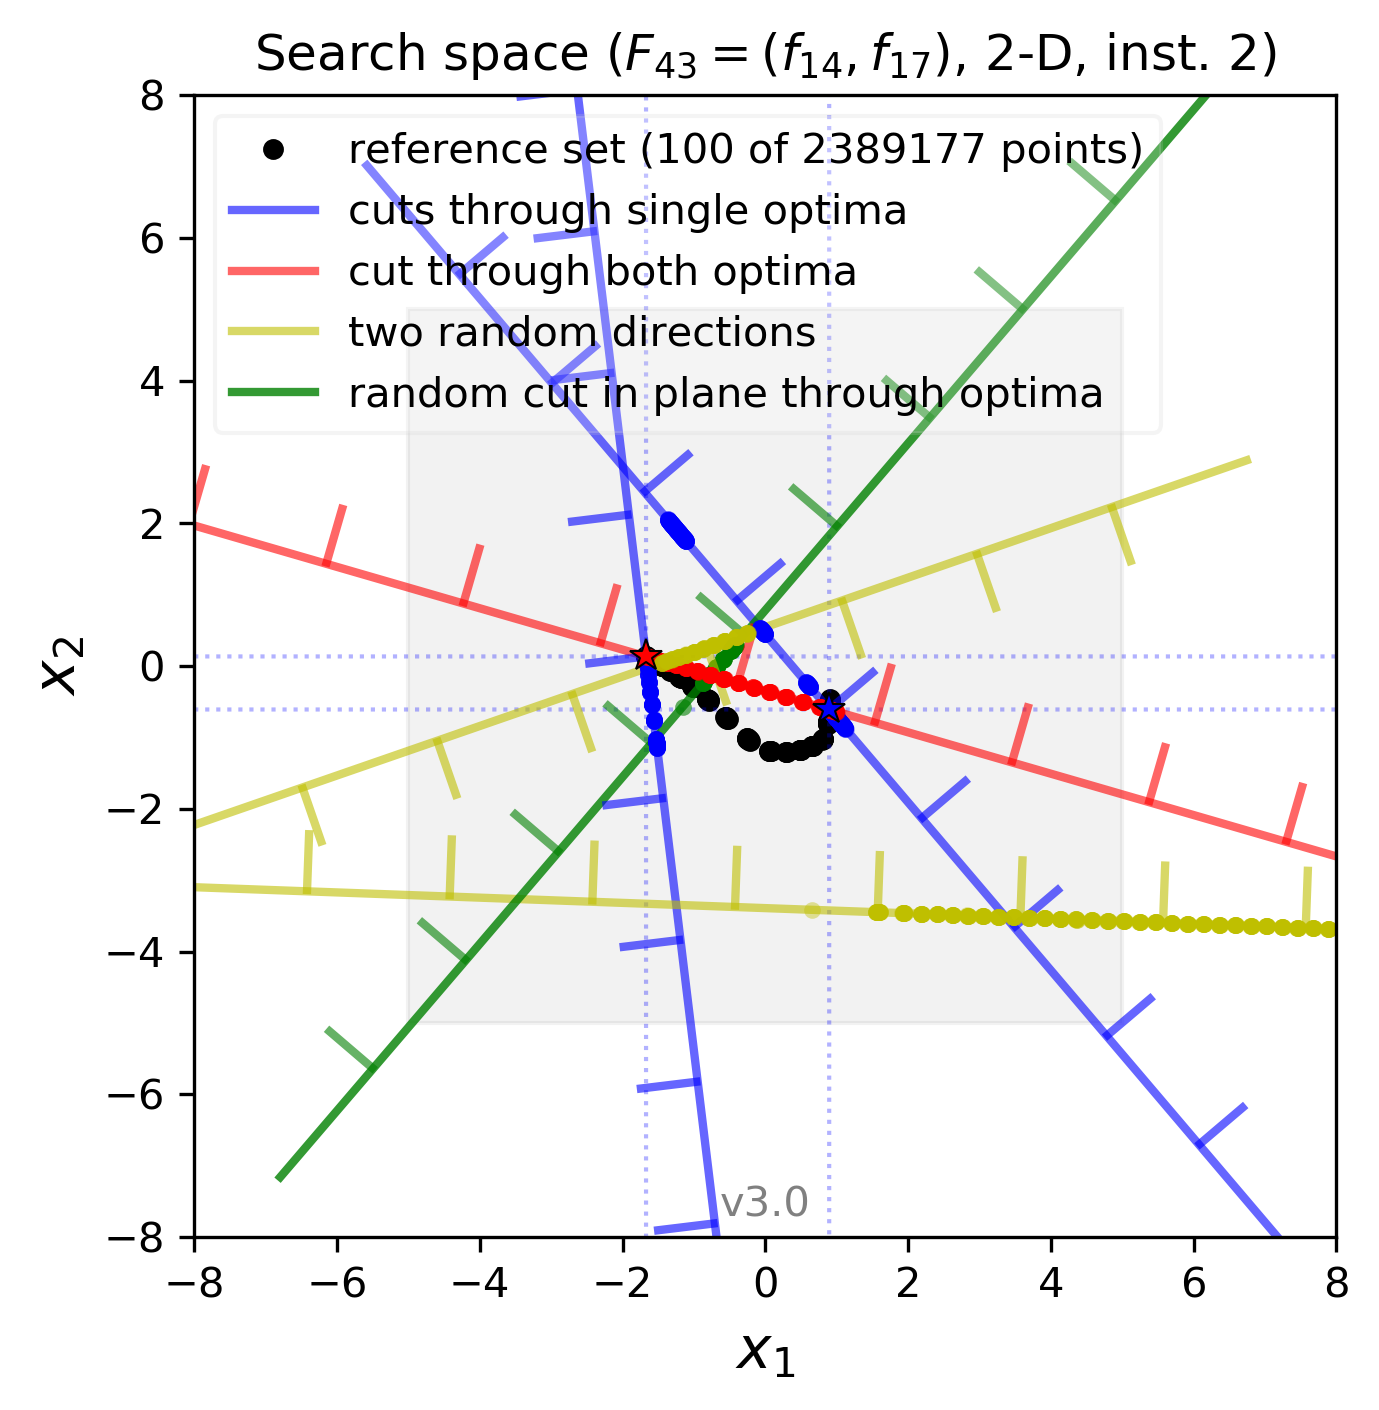 Search space (F₄₃ = (f₁₄, f₁₇), 2-D, inst. 2)
8
6
4
2
0
−2
−4
−6
−8
x₂
reference set (100 of 2389177 points)
cuts through single optima
cut through both optima
two random directions
random cut in plane through optima
v3.0
−8 −6 −4 −2 0 2 4 6 8
x₁